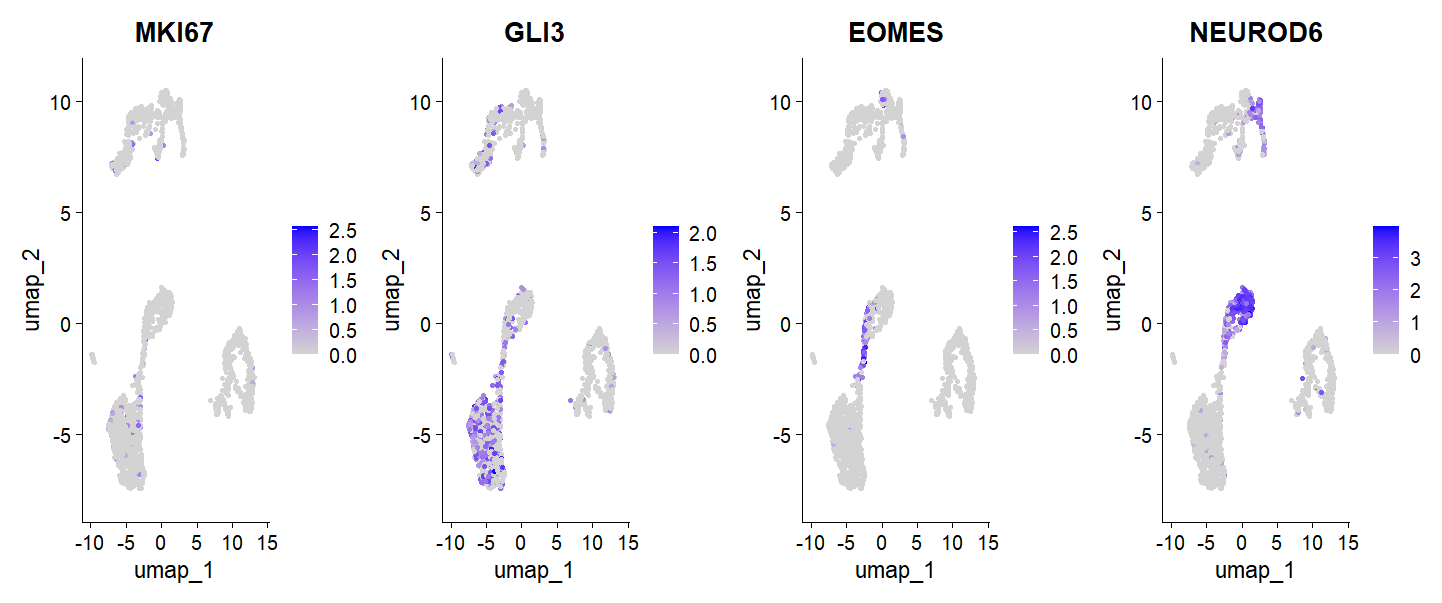 MKI67 GLI3 EOMES NEUROD6
10 10 10 10
5 5 5 5
2.5 2.0 2.5 3
2.0 1.5 2.0 2
1.5 1.0 1.5 1
1.0 0.5 1.0 0
0.5 0.0 0.5
0.0 0.0
umap_2 umap_2 umap_2 umap_2
0 0 0 0
-5 -5 -5 -5
-10 -5 0 5 10 15 -10 -5 0 5 10 15 -10 -5 0 5 10 15 -10 -5 0 5 10 15
umap_1 umap_1 umap_1 umap_1